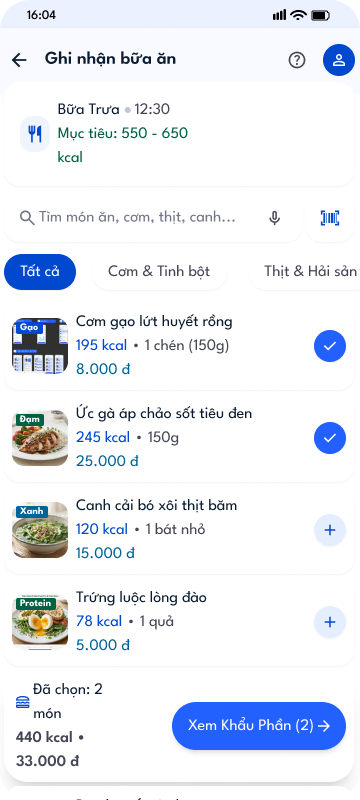 16:04
Ghi nhận bữa ăn
Bữa Trưa • 12:30
Mục tiêu: 550 - 650
kcal
Tìm món ăn, cơm, thịt, canh...
Tất cả
Cơm & Tinh bột
Thịt & Hải sản
Gạo
Cơm gạo lứt huyết rồng
195 kcal • 1 chén (150g)
8.000 đ
Đạm
Ức gà áp chảo sốt tiêu đen
245 kcal • 150g
25.000 đ
Xanh
Canh cải bó xôi thịt băm
120 kcal • 1 bát nhỏ
15.000 đ
Protein
Trứng luộc lòng đào
78 kcal • 1 quả
5.000 đ
Đã chọn: 2
món
440 kcal •
33.000 đ
Xem Khẩu Phần (2)